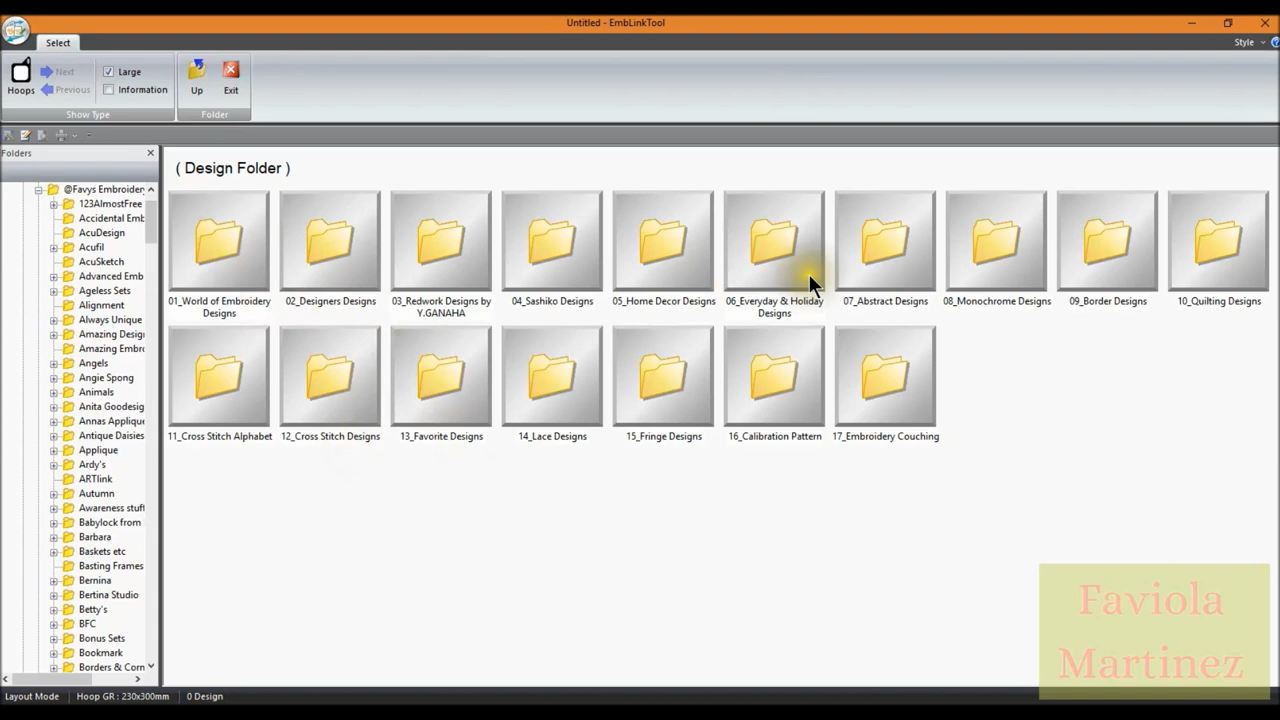 Untitled - EmbLinkTool
Select
Style
Hoops
Next
Previous
Large
Information
Up
Exit
Show Type
Folder
Folders
@Favys Embroidery
123AlmostFree
Accidental Emb
AcuDesign
Acufil
AcuSketch
Advanced Emb
Ageless Sets
Alignment
Always Unique
Amazing Desig
Amazing Embro
Angels
Angie Spong
Animals
Anita Goodesig
Annas Applique
Antique Daisies
Applique
Ardy's
ARTlink
Autumn
Awareness stuff
Babylock from
Barbara
Baskets etc
Basting Frames
Bernina
Bertina Studio
Betty's
BFC
Bonus Sets
Bookmark
Borders & Corn
( Design Folder )
01_World of Embroidery
Designs
02_Designers Designs
03_Redwork Designs by
Y.GANAHA
04_Sashiko Designs
05_Home Decor Designs
06_Everyday & Holiday
Designs
07_Abstract Designs
08_Monochrome Designs
09_Border Designs
10_Quilting Designs
11_Cross Stitch Alphabet
12_Cross Stitch Designs
13_Favorite Designs
14_Lace Designs
15_Fringe Designs
16_Calibration Pattern
17_Embroidery Couching
Faviola
Martinez
Layout Mode
Hoop GR : 230x300mm
0 Design